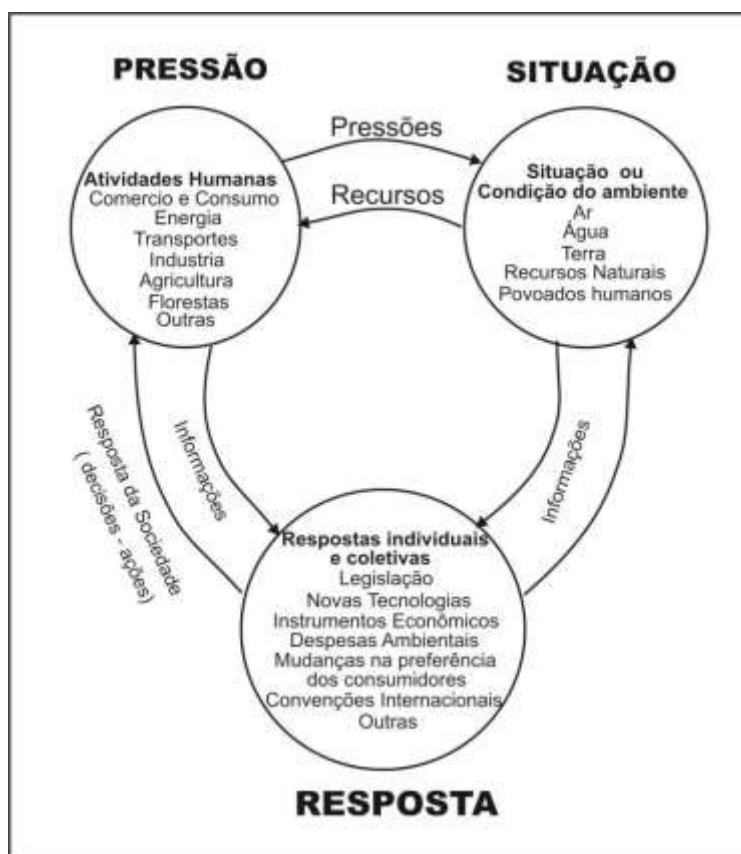 PRESSÃO
SITUAÇÃO
Pressões
Recursos
Atividades Humanas
Comercio e Consumo
Energia
Transportes
Industria
Agricultura
Florestas
Outras
Situação ou
Condição do ambiente
Ar
Água
Terra
Recursos Naturais
Povoados humanos
Resposta da Sociedade
( decisões - ações)
Informações
Informações
Respostas individuais
e coletivas
Legislação
Novas Tecnologias
Instrumentos Econômicos
Despesas Ambientais
Mudanças na preferência
dos consumidores
Convenções Internacionais
Outras
RESPOSTA